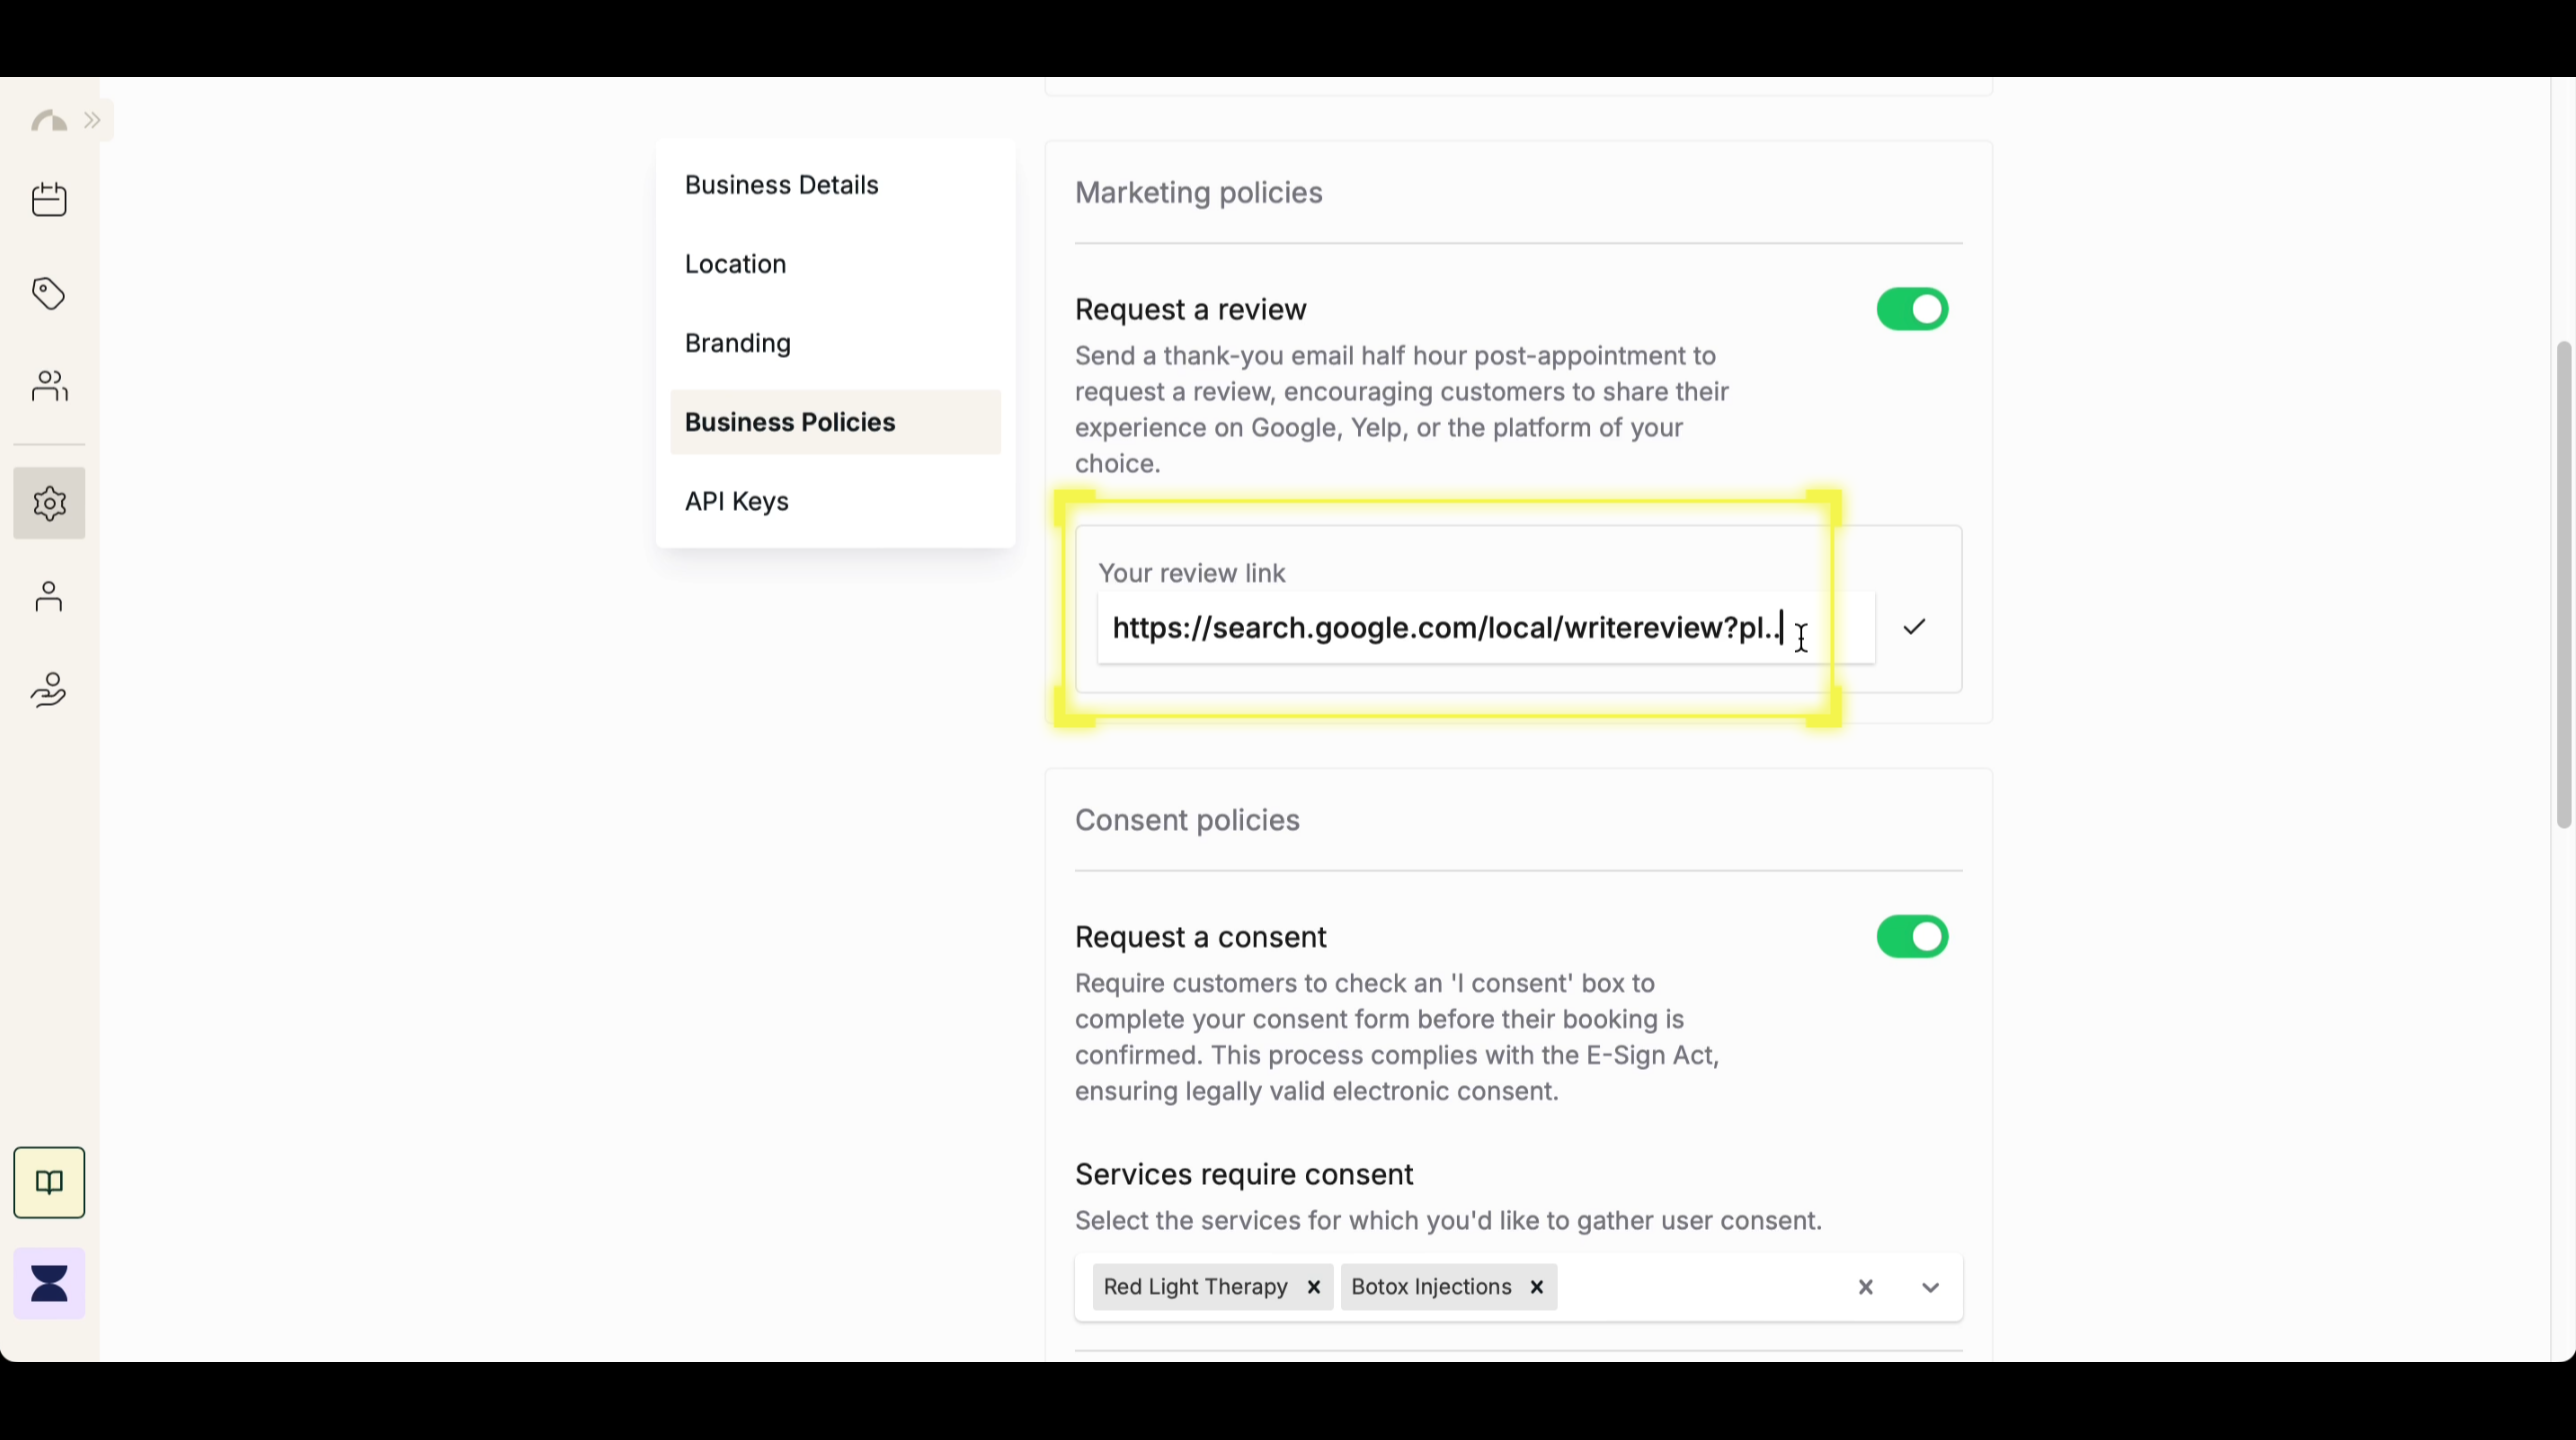 Business Details
Location
Branding
Business Policies
API Keys
Marketing policies
Request a review
Send a thank-you email half hour post-appointment to
request a review, encouraging customers to share their
experience on Google, Yelp, or the platform of your
choice.
Your review link
https://search.google.com/local/writereview?pl..
Consent policies
Request a consent
Require customers to check an 'I consent' box to
complete your consent form before their booking is
confirmed. This process complies with the E-Sign Act,
ensuring legally valid electronic consent.
Services require consent
Select the services for which you'd like to gather user consent.
Red Light Therapy Botox Injections